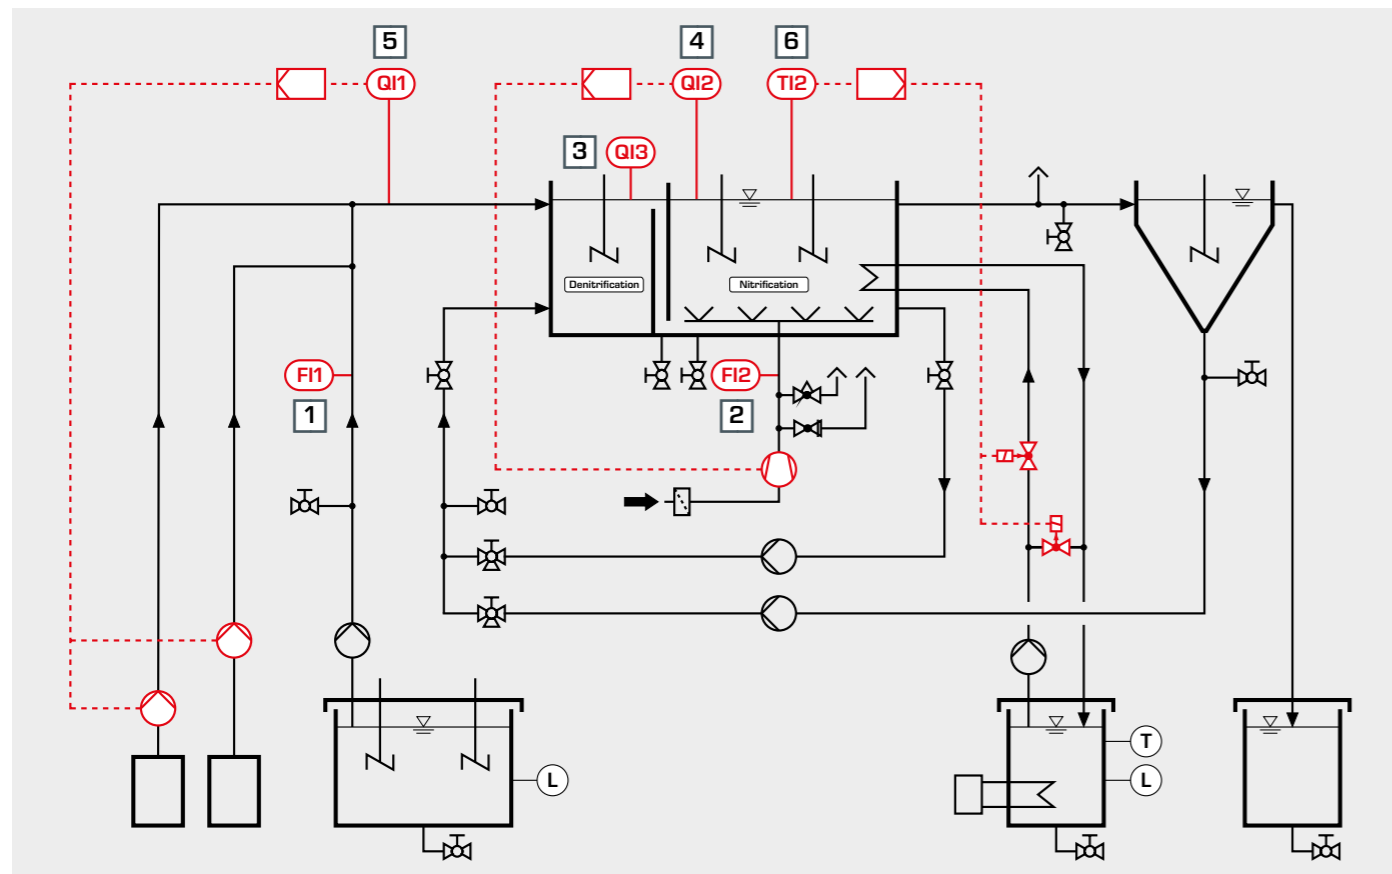 5
4
6
QI1
QI2
TI2
3
QI3
Denitrification
Nitrification
FI1
FI2
1
2
T
L
L